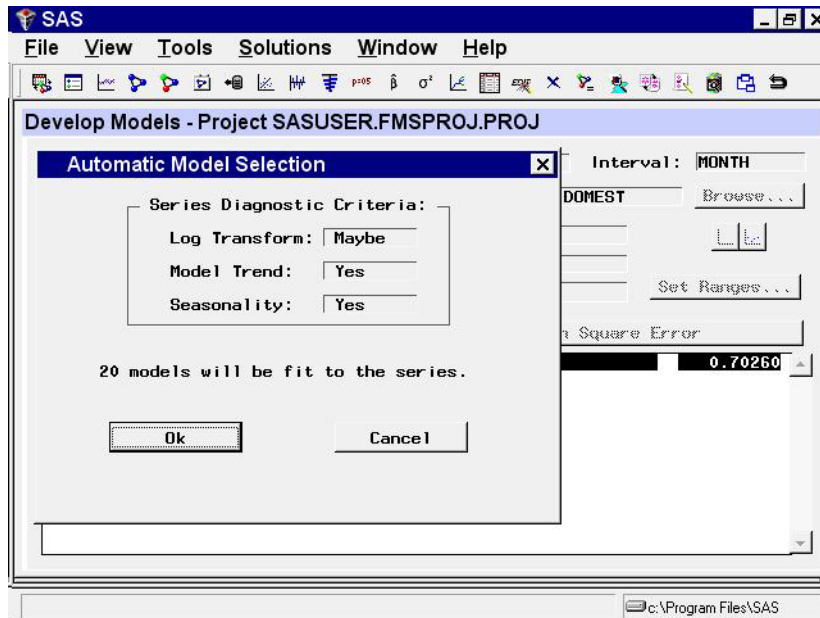 SAS
File View Tools Solutions Window Help
p=05 β̂ σ²
Develop Models - Project SASUSER.FMSPROJ.PROJ
Automatic Model Selection
Interval: MONTH
DOMEST Browse...
Series Diagnostic Criteria:
Log Transform: Maybe
Model Trend: Yes
Seasonality: Yes
Set Ranges...
Square Error
0.70260
20 models will be fit to the series.
Ok Cancel
c:\Program Files\SAS